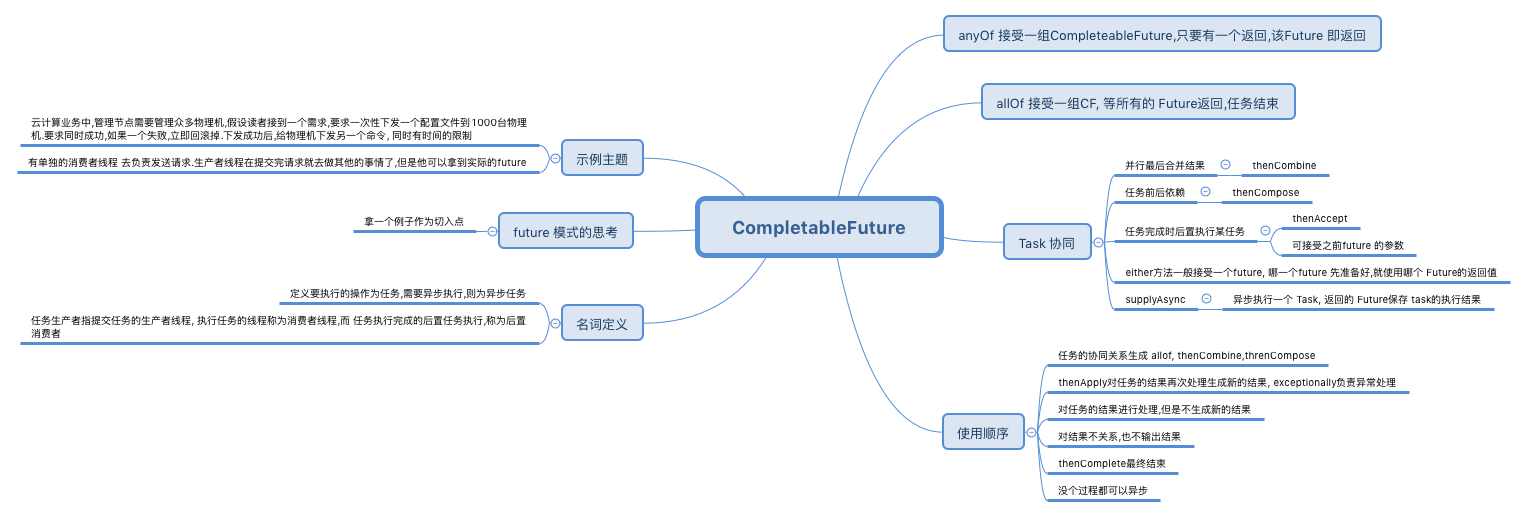 CompletableFuture
anyOf 接受一组CompleteableFuture,只要有一个返回,该Future 即返回
allOf 接受一组CF, 等所有的 Future返回,任务结束
Task 协同
并行最后合并结果
thenCombine
任务前后依赖
thenCompose
任务完成时后置执行某任务
thenAccept
可接受之前future 的参数
either方法一般接受一个future, 哪一个future 先准备好,就使用哪个 Future的返回值
supplyAsync
异步执行一个 Task, 返回的 Future保存 task的执行结果
使用顺序
任务的协同关系生成 allof, thenCombine,threnCompose
thenApply对任务的结果再次处理生成新的结果, exceptionally负责异常处理
对任务的结果进行处理,但是不生成新的结果
对结果不关系,也不输出结果
thenComplete最终结束
没个过程都可以异步
示例主题
云计算业务中,管理节点需要管理众多物理机,假设读者接到一个需求,要求一次性下发一个配置文件到1000台物理
机.要求同时成功,如果一个失败,立即回滚掉.下发成功后,给物理机下发另一个命令, 同时有时间的限制
有单独的消费者线程 去负责发送请求.生产者线程在提交完请求就去做其他的事情了,但是他可以拿到实际的future
future 模式的思考
拿一个例子作为切入点
名词定义
定义要执行的操作为任务,需要异步执行,则为异步任务
任务生产者指提交任务的生产者线程, 执行任务的线程称为消费者线程,而 任务执行完成的后置任务执行,称为后置
消费者